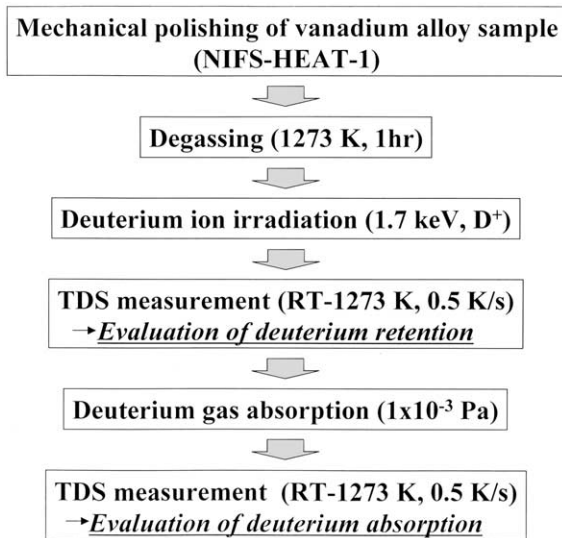 Mechanical polishing of vanadium alloy sample
(NIFS-HEAT-1)
Degassing (1273 K, 1hr)
Deuterium ion irradiation (1.7 keV, D⁺)
TDS measurement (RT-1273 K, 0.5 K/s)
→Evaluation of deuterium retention
Deuterium gas absorption (1x10⁻³ Pa)
TDS measurement (RT-1273 K, 0.5 K/s)
→Evaluation of deuterium absorption